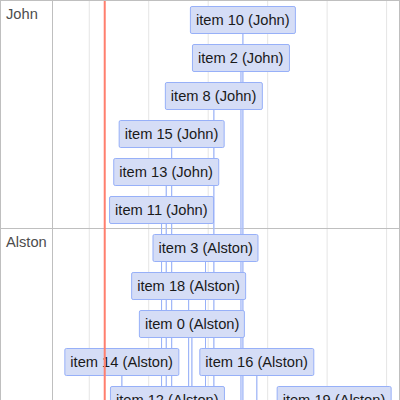 John
item 10 (John)
item 2 (John)
item 8 (John)
item 15 (John)
item 13 (John)
item 11 (John)
Alston
item 3 (Alston)
item 18 (Alston)
item 0 (Alston)
item 14 (Alston)
item 16 (Alston)
item 12 (Alston)
item 19 (Alston)